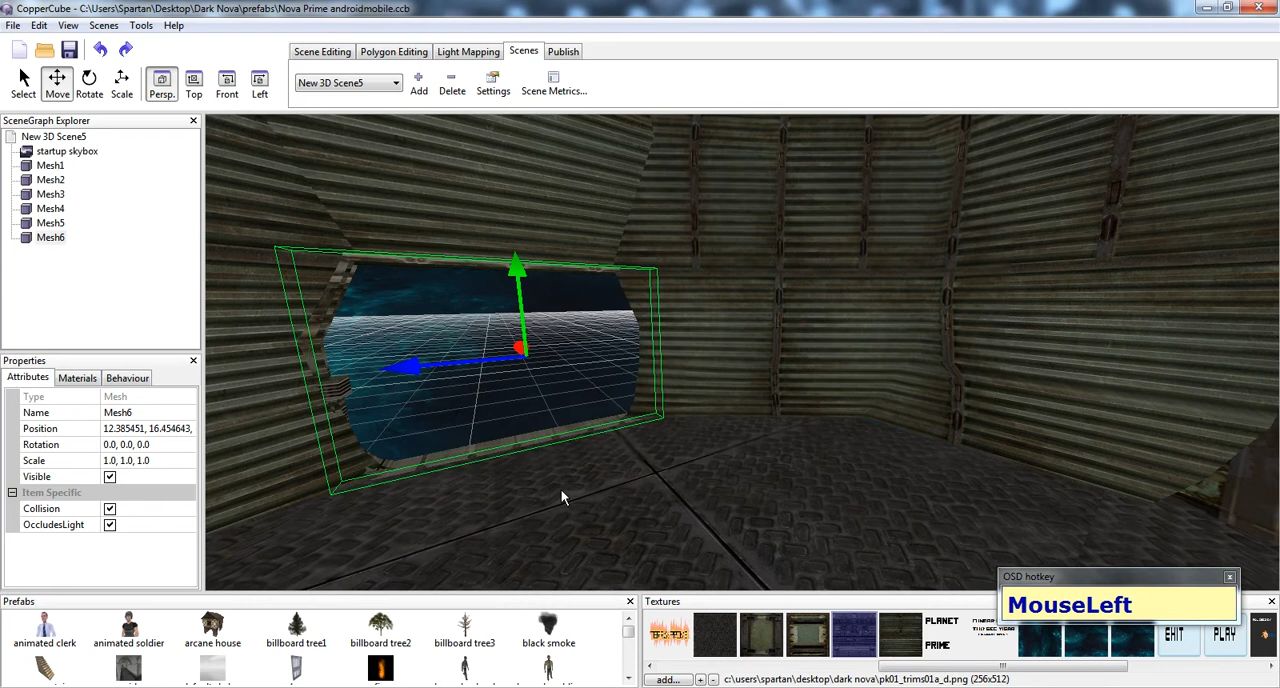 CopperCube - C:\Users\Spartan\Desktop\Dark Nova\prefabs\Nova Prime androidmobile.ccb
File Edit View Scenes Tools Help
Scene Editing Polygon Editing Light Mapping Scenes Publish
Select Move Rotate Scale Persp. Top Front Left
New 3D Scene5 Add Delete Settings Scene Metrics...
SceneGraph Explorer
New 3D Scene5
startup skybox
Mesh1
Mesh2
Mesh3
Mesh4
Mesh5
Mesh6
Properties
Attributes Materials Behaviour
Type Mesh
Name Mesh6
Position 12.385451, 16.454643,
Rotation 0.0, 0.0, 0.0
Scale 1.0, 1.0, 1.0
Visible
Item Specific
Collision
OccludesLight
OSD hotkey
MouseLeft
Prefabs
animated clerk animated soldier arcane house billboard tree1 billboard tree2 billboard tree3 black smoke
Textures
PLANET
PRIME
EXIT
PLAY
add... + - c:\users\spartan\desktop\dark nova\pk01_trims01a_d.png (256x512)